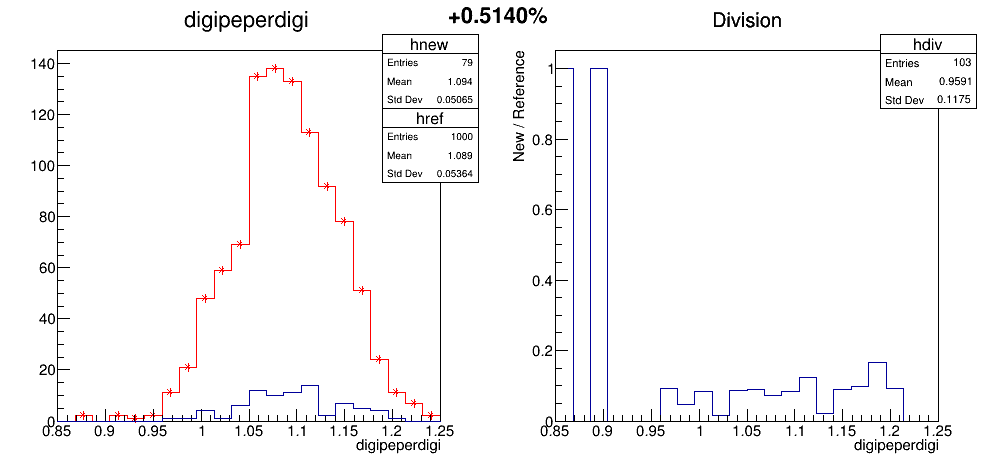 +0.5140%
digipeperdigi
hnew
Entries 79
Mean 1.094
Std Dev 0.05065
href
Entries 1000
Mean 1.089
Std Dev 0.05364
140
120
100
80
60
40
20
0
0.85 0.9 0.95 1 1.05 1.1 1.15 1.2 1.25
digipeperdigi
Division
hdiv
Entries 103
Mean 0.9591
Std Dev 0.1175
New / Reference
1
0.8
0.6
0.4
0.2
0
0.85 0.9 0.95 1 1.05 1.1 1.15 1.2 1.25
digipeperdigi